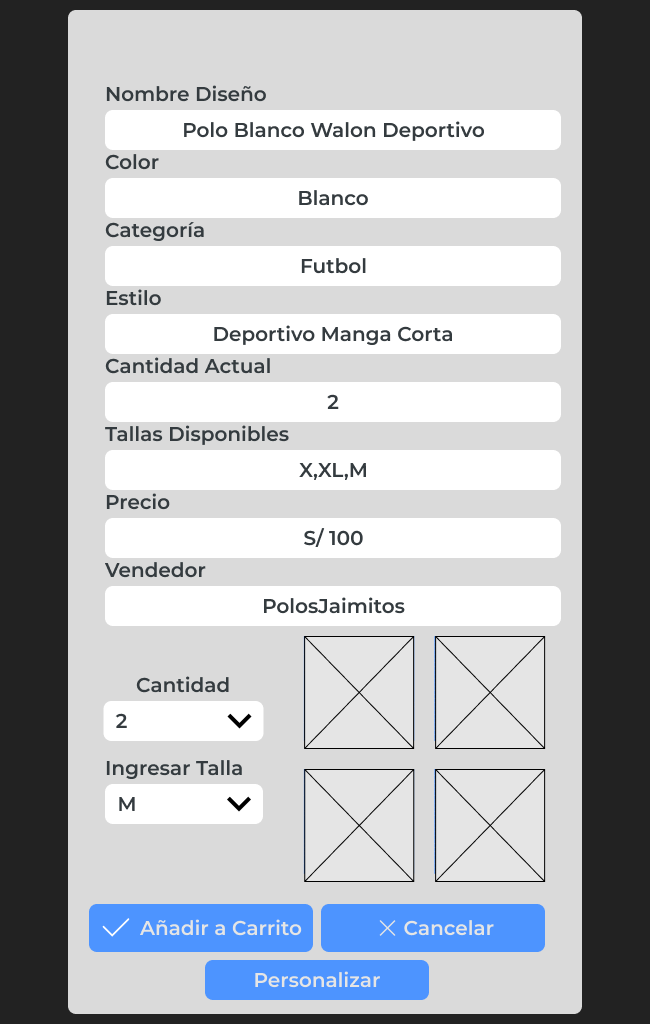 Nombre Diseño
Polo Blanco Walon Deportivo
Color
Blanco
Categoría
Futbol
Estilo
Deportivo Manga Corta
Cantidad Actual
2
Tallas Disponibles
X,XL,M
Precio
S/ 100
Vendedor
PolosJaimitos
Cantidad
2
Ingresar Talla
M
Añadir a Carrito
Cancelar
Personalizar